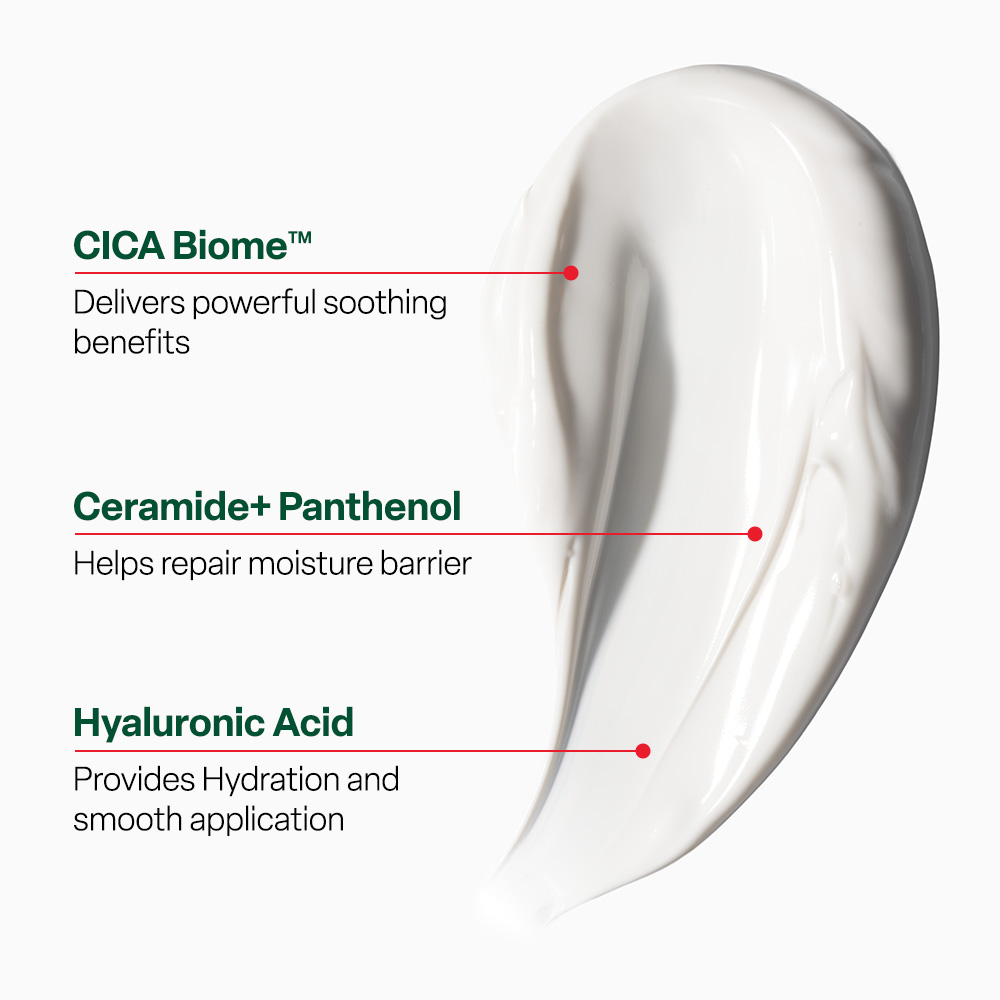 CICA Biome™
Delivers powerful soothing
benefits
Ceramide+ Panthenol
Helps repair moisture barrier
Hyaluronic Acid
Provides Hydration and
smooth application